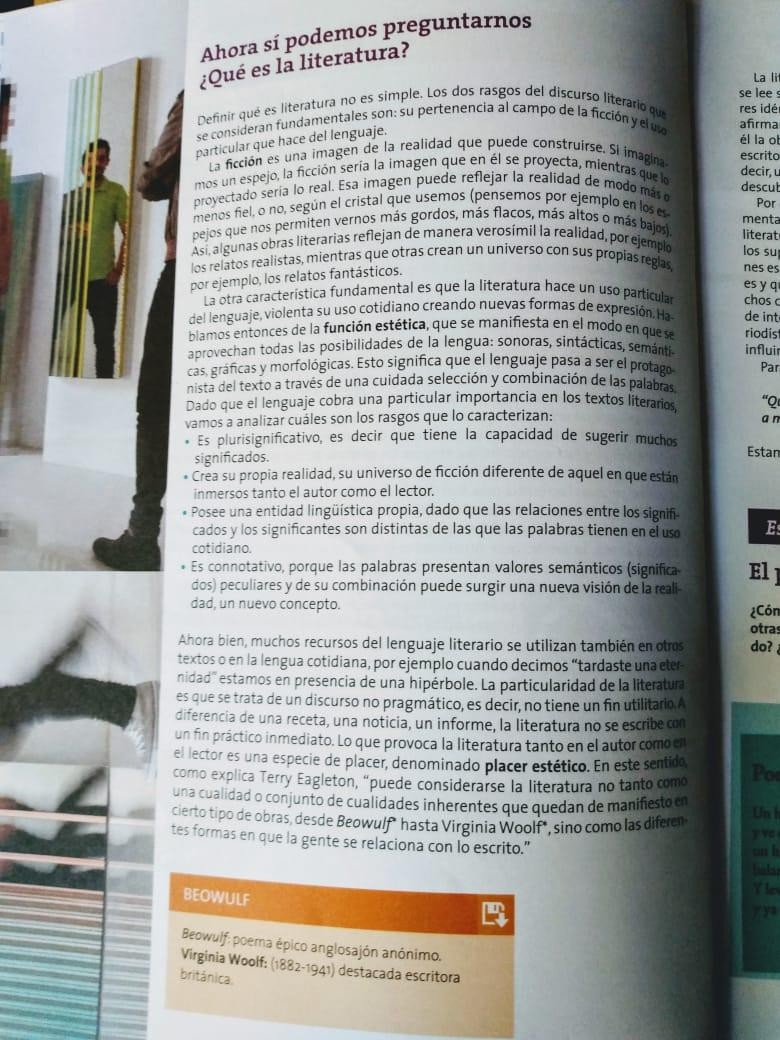 Ahora sí podemos preguntarnos
¿Qué es la literatura?
Definir qué es literatura no es simple. Los dos rasgos del discurso literario que
se consideran fundamentales son: su pertenencia al campo de la ficción y el uso
particular que hace del lenguaje.
La ficción es una imagen de la realidad que puede construirse. Si imagina-
mos un espejo, la ficción sería la imagen que en él se proyecta, mientras que lo
proyectado sería lo real. Esa imagen puede reflejar la realidad de modo más o
menos fiel, o no, según el cristal que usemos (pensemos por ejemplo en los es-
pejos que nos permiten vernos más gordos, más flacos, más altos o más bajos).
Así, algunas obras literarias reflejan de manera verosímil la realidad, por ejemplo
los relatos realistas, mientras que otras crean un universo con sus propias reglas,
por ejemplo, los relatos fantásticos.
La otra característica fundamental es que la literatura hace un uso particular
del lenguaje, violenta su uso cotidiano creando nuevas formas de expresión. Ha-
blamos entonces de la función estética, que se manifiesta en el modo en que se
aprovechan todas las posibilidades de la lengua: sonoras, sintácticas, semánti-
cas, gráficas y morfológicas. Esto significa que el lenguaje pasa a ser el protago-
nista del texto a través de una cuidada selección y combinación de las palabras.
Dado que el lenguaje cobra una particular importancia en los textos literarios,
vamos a analizar cuáles son los rasgos que lo caracterizan:
• Es plurisignificativo, es decir que tiene la capacidad de sugerir muchos
significados.
• Crea su propia realidad, su universo de ficción diferente de aquel en que están
inmersos tanto el autor como el lector.
• Posee una entidad lingüística propia, dado que las relaciones entre los signifi-
cados y los significantes son distintas de las que las palabras tienen en el uso
cotidiano.
• Es connotativo, porque las palabras presentan valores semánticos (significa-
dos) peculiares y de su combinación puede surgir una nueva visión de la reali-
dad, un nuevo concepto.
Ahora bien, muchos recursos del lenguaje literario se utilizan también en otros
textos o en la lengua cotidiana, por ejemplo cuando decimos “tardaste una eter-
nidad” estamos en presencia de una hipérbole. La particularidad de la literatura
es que se trata de un discurso no pragmático, es decir, no tiene un fin utilitario. A
diferencia de una receta, una noticia, un informe, la literatura no se escribe con
un fin práctico inmediato. Lo que provoca la literatura tanto en el autor como en
el lector es una especie de placer, denominado placer estético. En este sentido,
como explica Terry Eagleton, “puede considerarse la literatura no tanto como
una cualidad o conjunto de cualidades inherentes que quedan de manifiesto en
cierto tipo de obras, desde Beowulf* hasta Virginia Woolf*, sino como las diferen-
tes formas en que la gente se relaciona con lo escrito.”
BEOWULF
Beowulf: poema épico anglosajón anónimo.
Virginia Woolf: (1882-1941) destacada escritora
británica.
La
se lee
afirma
él la
escrito
decir,
Por
los
nes es
es y
de
Par
a m
Estam
El
otras
do?